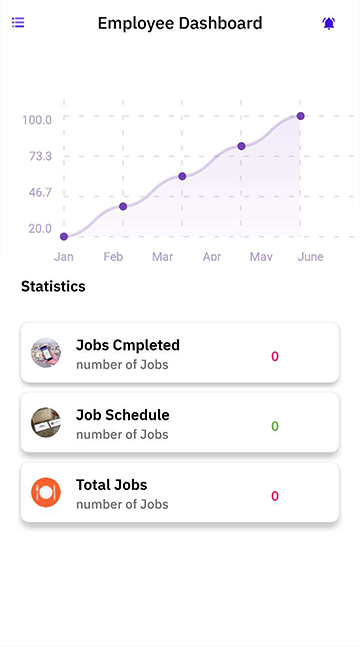 Employee Dashboard
100.0
73.3
46.7
20.0
Jan Feb Mar Apr May June
Statistics
Jobs Cmpleted
number of Jobs
0
Job Schedule
number of Jobs
0
Total Jobs
number of Jobs
0